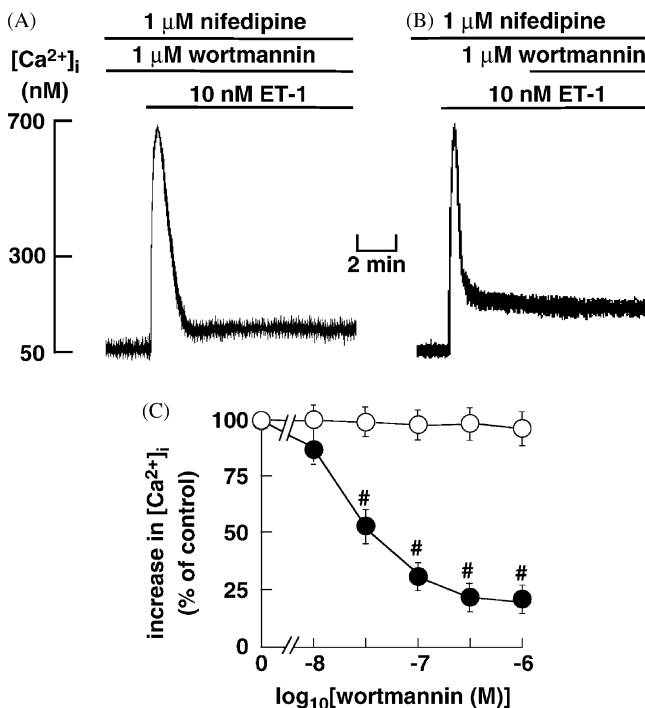 (A)
1 µM nifedipine
1 µM wortmannin
10 nM ET-1
[Ca2+]i
(nM)
700
300
50
2 min
(B)
1 µM nifedipine
1 µM wortmannin
10 nM ET-1
(C)
increase in [Ca2+]i
(% of control)
100
75
50
25
0
#
#
#
#
0
-8
-7
-6
log10[wortmannin (M)]